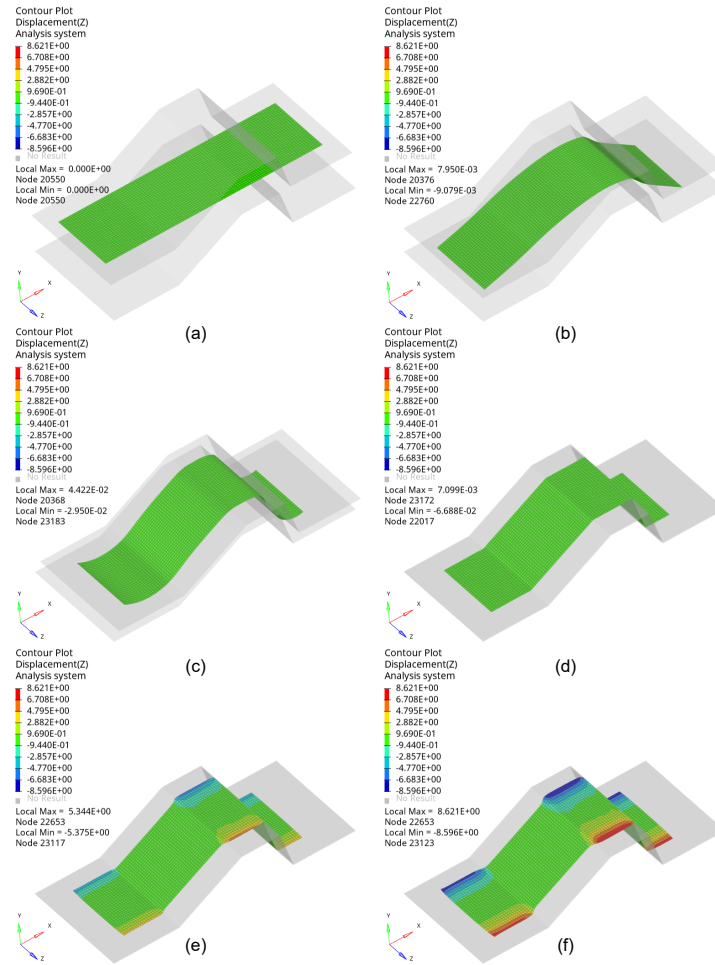 Contour Plot
Displacement(Z)
Analysis system
8.621E+00
6.708E+00
4.795E+00
2.882E+00
9.690E-01
-9.440E-01
-2.857E+00
-4.770E+00
-6.683E+00
-8.596E+00
No Result
Local Max = 0.000E+00
Node 20550
Local Min = 0.000E+00
Node 20550
Y
X
Z
(a)
Contour Plot
Displacement(Z)
Analysis system
8.621E+00
6.708E+00
4.795E+00
2.882E+00
9.690E-01
-9.440E-01
-2.857E+00
-4.770E+00
-6.683E+00
-8.596E+00
No Result
Local Max = 7.950E-03
Node 20376
Local Min = -9.079E-03
Node 22760
Y
X
Z
(b)
Contour Plot
Displacement(Z)
Analysis system
8.621E+00
6.708E+00
4.795E+00
2.882E+00
9.690E-01
-9.440E-01
-2.857E+00
-4.770E+00
-6.683E+00
-8.596E+00
No Result
Local Max = 4.422E-02
Node 20368
Local Min = -2.950E-02
Node 23183
Y
X
Z
(c)
Contour Plot
Displacement(Z)
Analysis system
8.621E+00
6.708E+00
4.795E+00
2.882E+00
9.690E-01
-9.440E-01
-2.857E+00
-4.770E+00
-6.683E+00
-8.596E+00
No Result
Local Max = 7.099E-03
Node 23172
Local Min = -6.688E-02
Node 22017
Y
X
Z
(d)
Contour Plot
Displacement(Z)
Analysis system
8.621E+00
6.708E+00
4.795E+00
2.882E+00
9.690E-01
-9.440E-01
-2.857E+00
-4.770E+00
-6.683E+00
-8.596E+00
No Result
Local Max = 5.344E+00
Node 22653
Local Min = -5.375E+00
Node 23117
Y
X
Z
(e)
Contour Plot
Displacement(Z)
Analysis system
8.621E+00
6.708E+00
4.795E+00
2.882E+00
9.690E-01
-9.440E-01
-2.857E+00
-4.770E+00
-6.683E+00
-8.596E+00
No Result
Local Max = 8.621E+00
Node 22653
Local Min = -8.596E+00
Node 23123
Y
X
Z
(f)